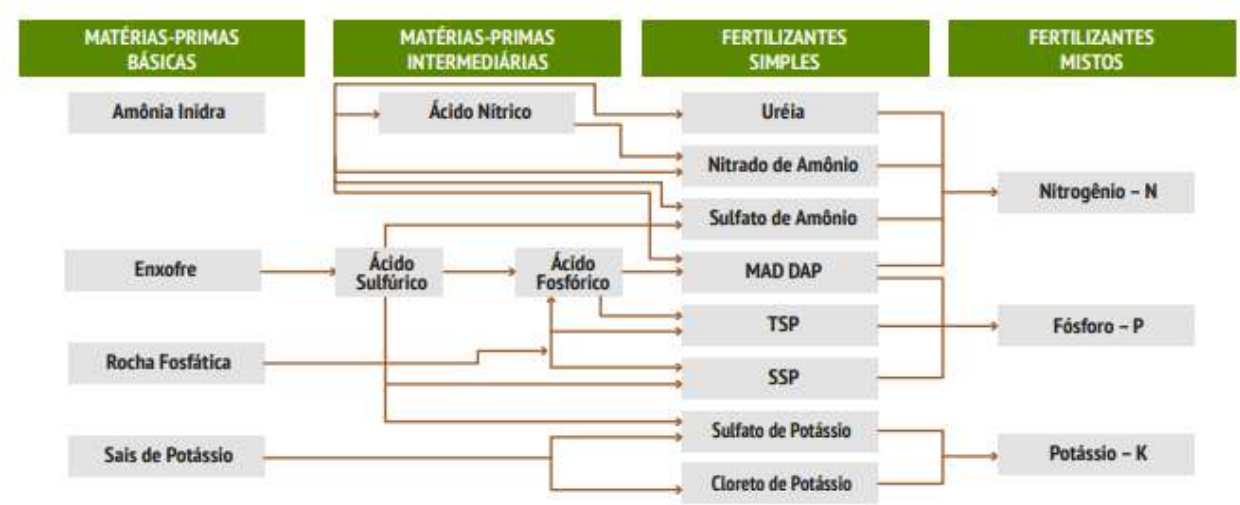 MATÉRIAS-PRIMAS
BÁSICAS
MATÉRIAS-PRIMAS
INTERMEDIÁRIAS
FERTILIZANTES
SIMPLES
FERTILIZANTES
MISTOS
Amônia Inidra
Ácido Nítrico
Uréia
Nitrado de Amônio
Nitrogênio – N
Sulfato de Amônio
Enxofre
Ácido
Sulfúrico
Ácido
Fosfórico
MAD DAP
TSP
Fósforo – P
Rocha Fosfática
SSP
Sulfato de Potássio
Sais de Potássio
Potássio – K
Cloreto de Potássio